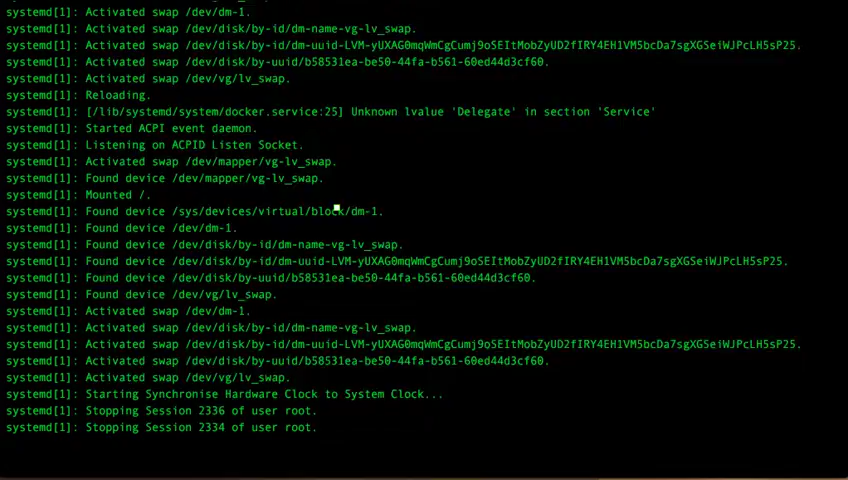 systemd[1]: Activated swap /dev/dm-1.
systemd[1]: Activated swap /dev/disk/by-id/dm-name-vg-lv_swap.
systemd[1]: Activated swap /dev/disk/by-id/dm-uuid-LVM-yUXAG0mqWmCgCumj9oSEItMobZyUD2fIRY4EH1VM5bcDa7sgXGSeiWJPcLH5sP25.
systemd[1]: Activated swap /dev/disk/by-uuid/b58531ea-be50-44fa-b561-60ed44d3cf60.
systemd[1]: Activated swap /dev/vg/lv_swap.
systemd[1]: Reloading.
systemd[1]: [/lib/systemd/system/docker.service:25] Unknown lvalue 'Delegate' in section 'Service'
systemd[1]: Started ACPI event daemon.
systemd[1]: Listening on ACPID Listen Socket.
systemd[1]: Activated swap /dev/mapper/vg-lv_swap.
systemd[1]: Found device /dev/mapper/vg-lv_swap.
systemd[1]: Mounted /.
systemd[1]: Found device /sys/devices/virtual/block/dm-1.
systemd[1]: Found device /dev/dm-1.
systemd[1]: Found device /dev/disk/by-id/dm-name-vg-lv_swap.
systemd[1]: Found device /dev/disk/by-id/dm-uuid-LVM-yUXAG0mqWmCgCumj9oSEItMobZyUD2fIRY4EH1VM5bcDa7sgXGSeiWJPcLH5sP25.
systemd[1]: Found device /dev/disk/by-uuid/b58531ea-be50-44fa-b561-60ed44d3cf60.
systemd[1]: Found device /dev/vg/lv_swap.
systemd[1]: Activated swap /dev/dm-1.
systemd[1]: Activated swap /dev/disk/by-id/dm-name-vg-lv_swap.
systemd[1]: Activated swap /dev/disk/by-id/dm-uuid-LVM-yUXAG0mqWmCgCumj9oSEItMobZyUD2fIRY4EH1VM5bcDa7sgXGSeiWJPcLH5sP25.
systemd[1]: Activated swap /dev/disk/by-uuid/b58531ea-be50-44fa-b561-60ed44d3cf60.
systemd[1]: Activated swap /dev/vg/lv_swap.
systemd[1]: Starting Synchronise Hardware Clock to System Clock...
systemd[1]: Stopping Session 2336 of user root.
systemd[1]: Stopping Session 2334 of user root.